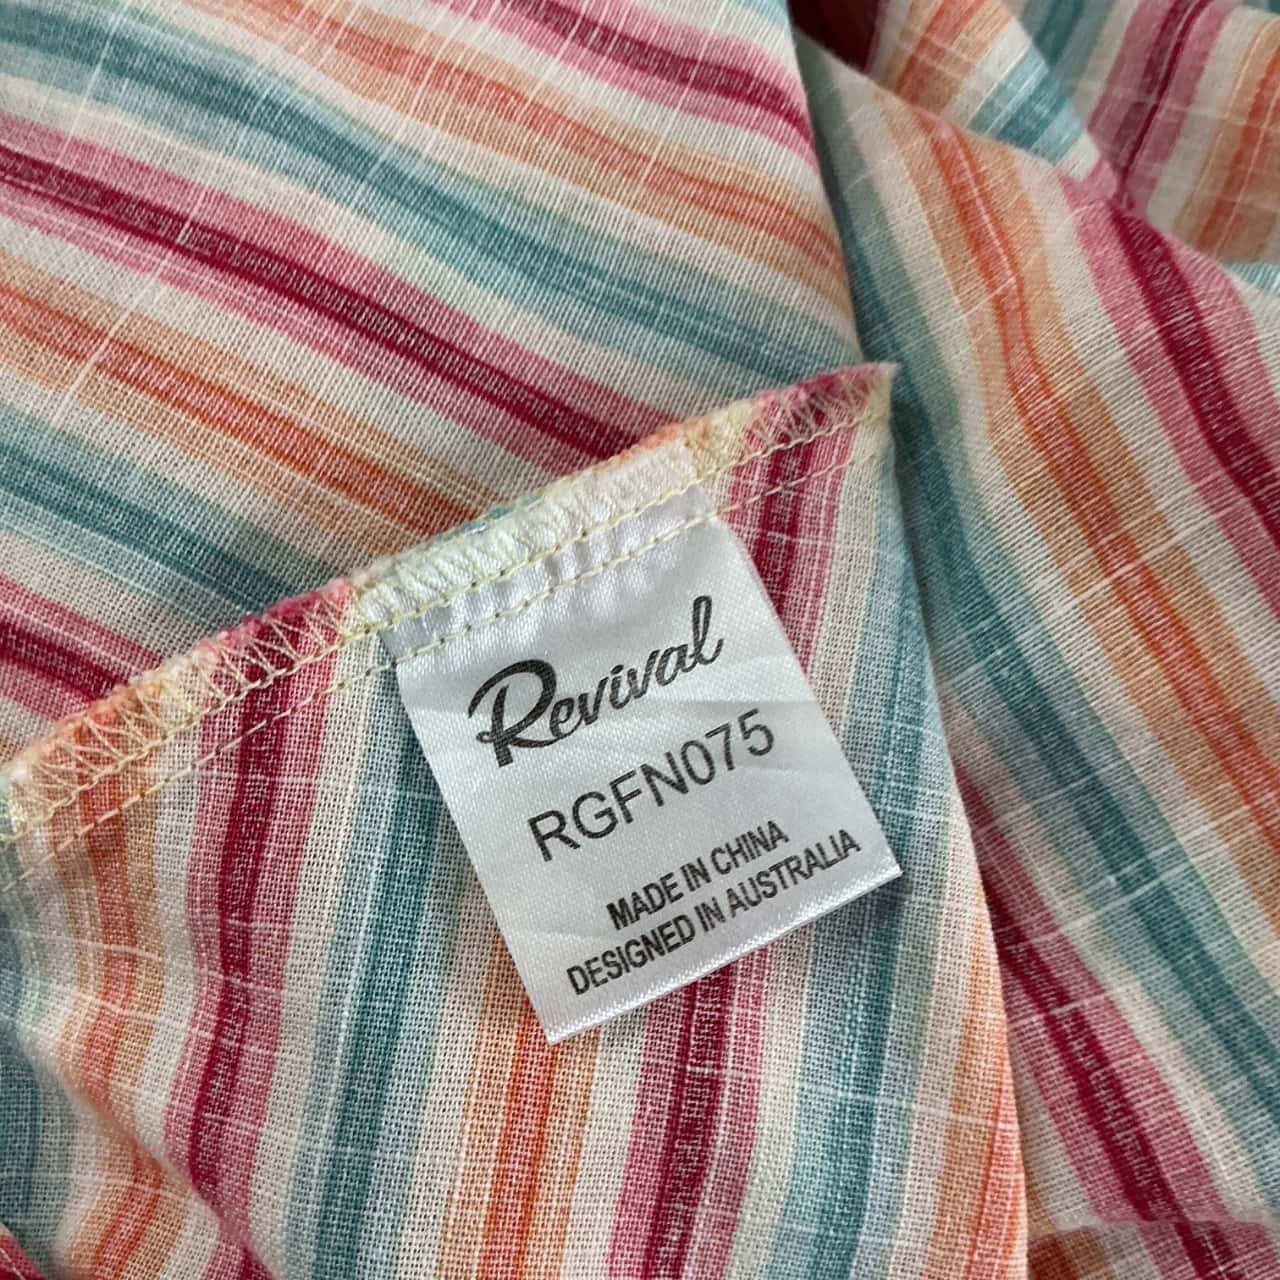 Revival
RGFN075
MADE IN CHINA
DESIGNED IN AUSTRALIA